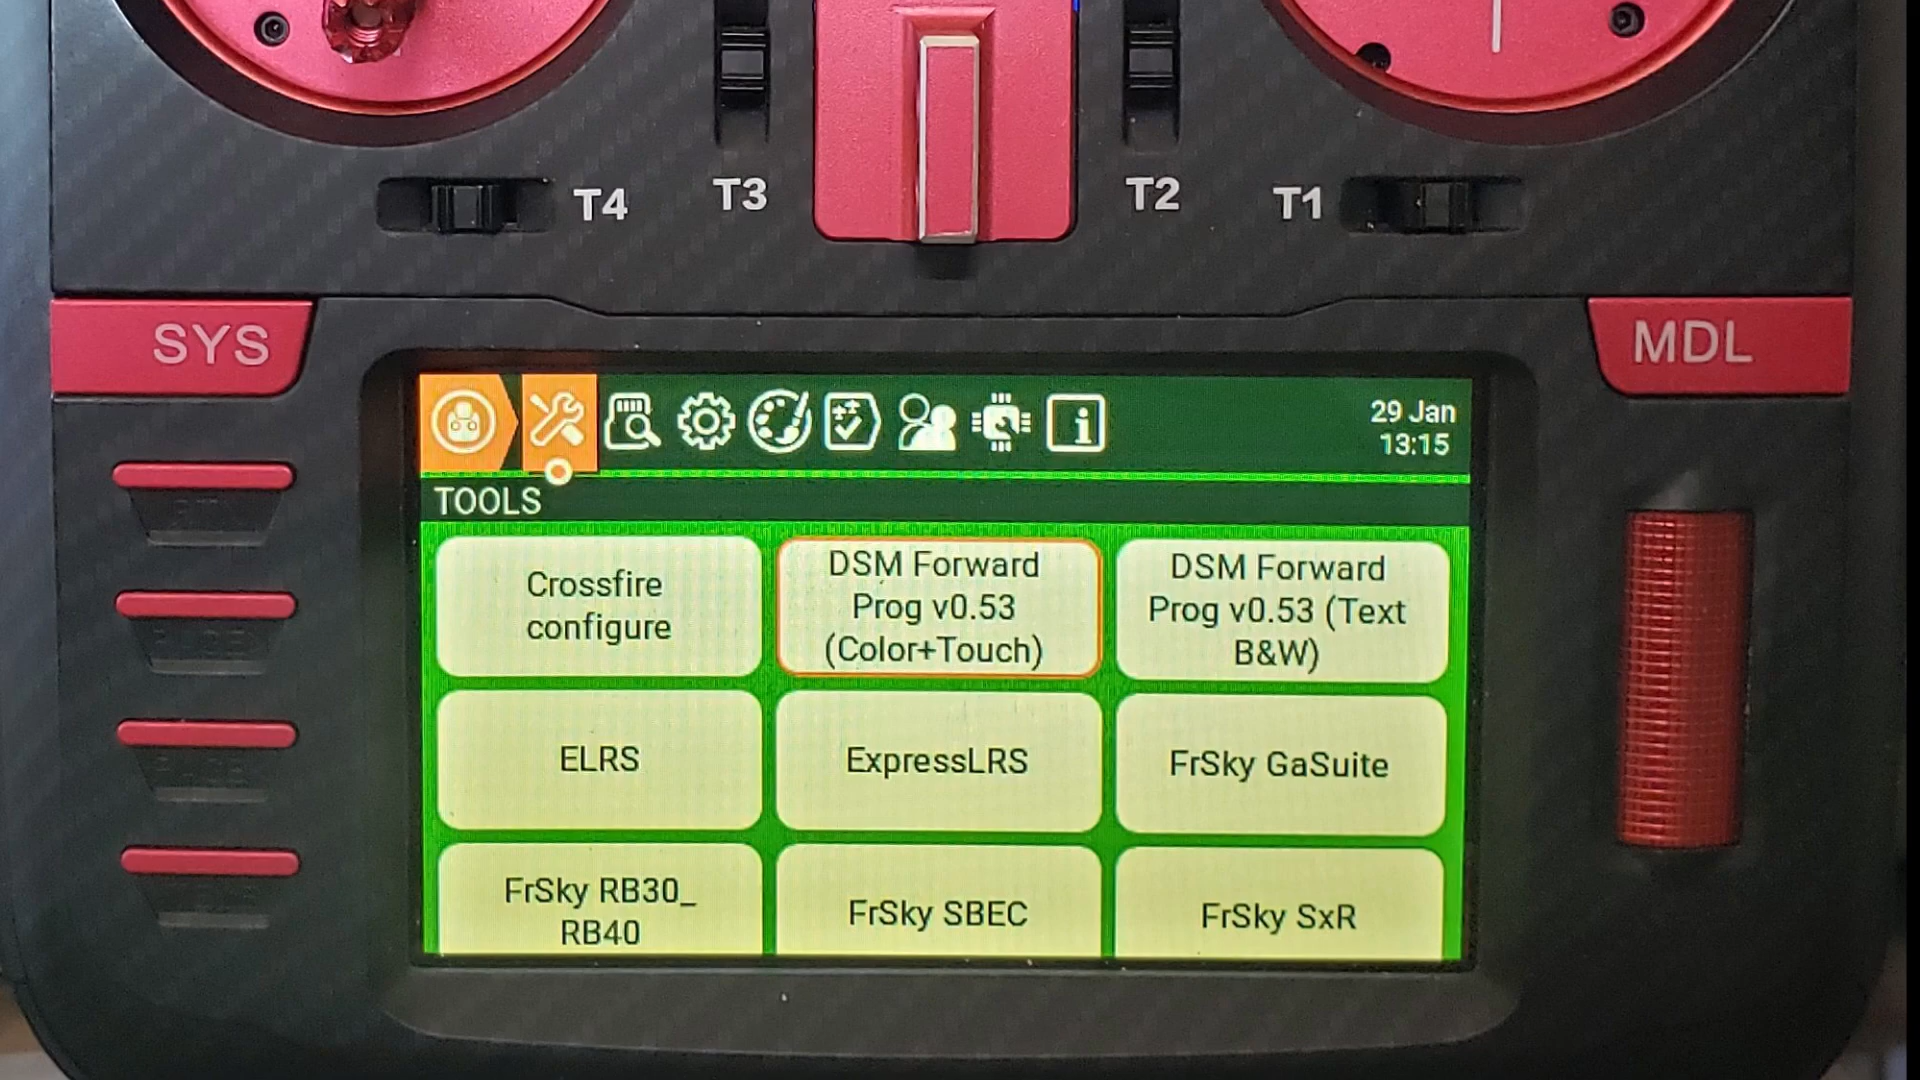 T4
T3
T2
T1
SYS
MDL
29 Jan
13:15
TOOLS
Crossfire
configure
DSM Forward
Prog v0.53
(Color+Touch)
DSM Forward
Prog v0.53 (Text
B&W)
ELRS
ExpressLRS
FrSky GaSuite
FrSky RB30_
RB40
FrSky SBEC
FrSky SxR